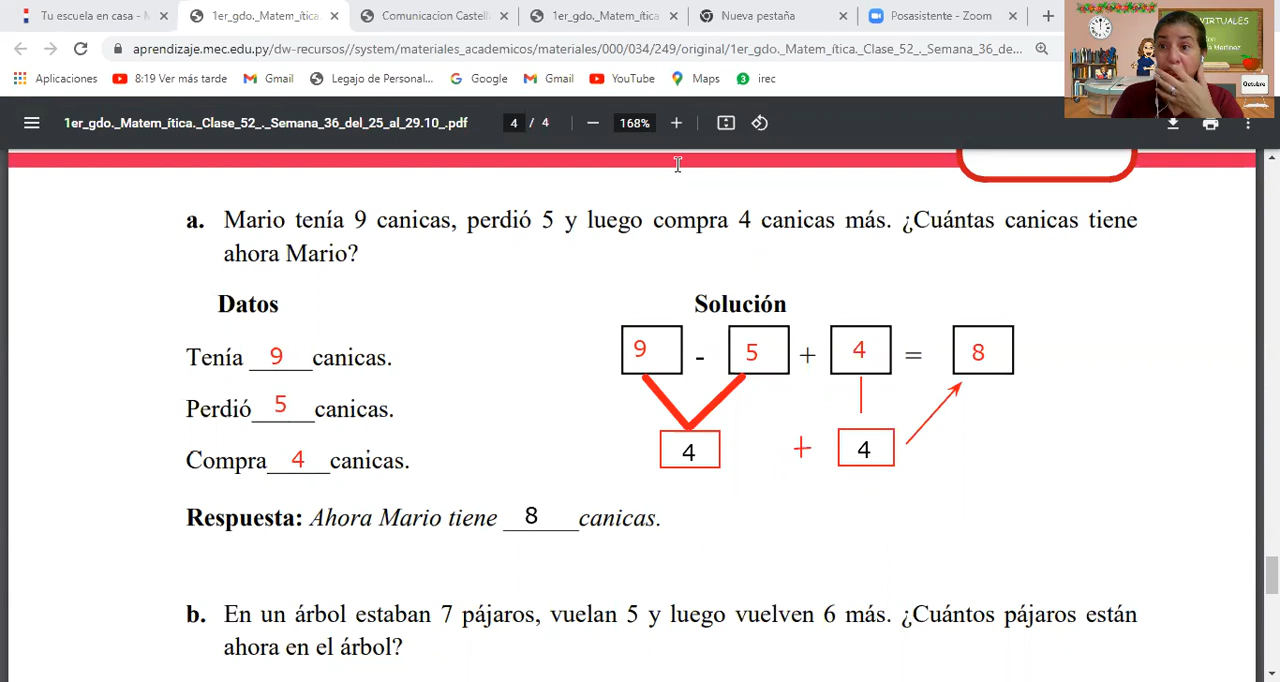 Tu escuela en casa - M
1er_gdo._Matem_ítica.
Comunicacion Castell
1er_gdo._Matem_ítica
Nueva pestaña
Posasistente - Zoom
aprendizaje.mec.edu.py/dw-recursos//system/materiales_academicos/materiales/000/034/249/original/1er_gdo._Matem_ítica._Clase_52_._Semana_36_de...
VIRTUALES
Martinez
Octubre
Aplicaciones
8:19 Ver más tarde
Gmail
Legajo de Personal...
Google
Gmail
YouTube
Maps
irec
1er_gdo._Matem_ítica._Clase_52_._Semana_36_del_25_al_29.10_.pdf
4 / 4
168%
a. Mario tenía 9 canicas, perdió 5 y luego compra 4 canicas más. ¿Cuántas canicas tiene
ahora Mario?
Datos
Solución
9 - 5 + 4 = 8
4 + 4
Tenía 9 canicas.
Perdió 5 canicas.
Compra 4 canicas.
Respuesta: Ahora Mario tiene 8 canicas.
b. En un árbol estaban 7 pájaros, vuelan 5 y luego vuelven 6 más. ¿Cuántos pájaros están
ahora en el árbol?